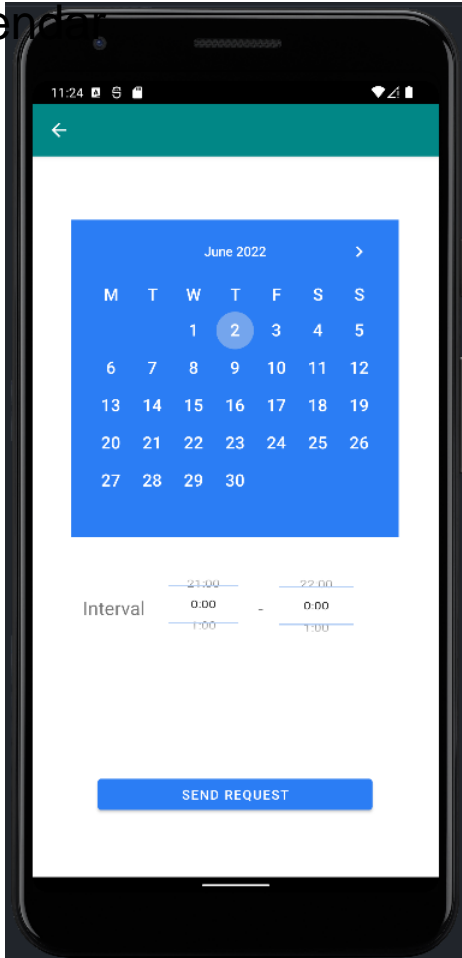 endar
11:24
←
June 2022 >
M T W T F S S
1 2 3 4 5
6 7 8 9 10 11 12
13 14 15 16 17 18 19
20 21 22 23 24 25 26
27 28 29 30
21:00 22:00
Interval 0:00 - 0:00
1:00 1:00
SEND REQUEST